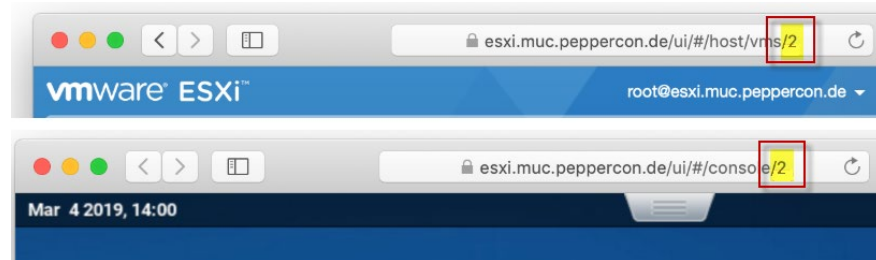 esxi.muc.peppercon.de/ui/#/host/vms/2
vmware® ESXi™
root@esxi.muc.peppercon.de
esxi.muc.peppercon.de/ui/#/console/2
Mar 4 2019, 14:00